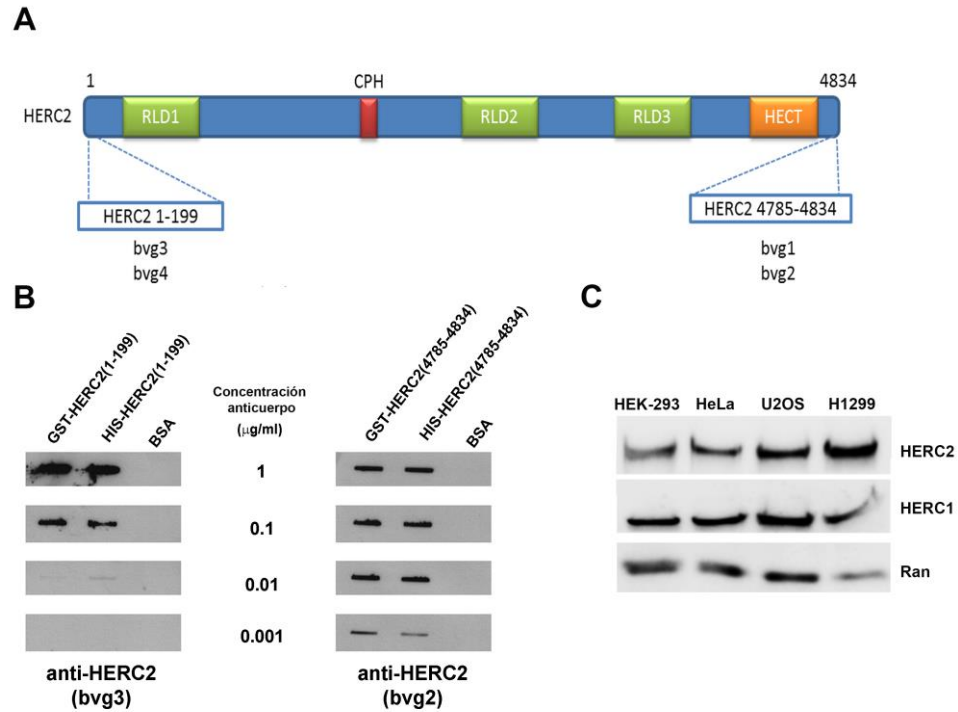 A
1 CPH 4834
HERC2 RLD1 RLD2 RLD3 HECT
HERC2 1-199 HERC2 4785-4834
bvg3 bvg1
bvg4 bvg2
B
GST-HERC2(1-199)
HIS-HERC2(1-199)
BSA
Concentración
anticuerpo
(µg/ml)
GST-HERC2(4785-4834)
HIS-HERC2(4785-4834)
BSA
1
0.1
0.01
0.001
anti-HERC2
(bvg3)
anti-HERC2
(bvg2)
C
HEK-293 HeLa U2OS H1299
HERC2
HERC1
Ran